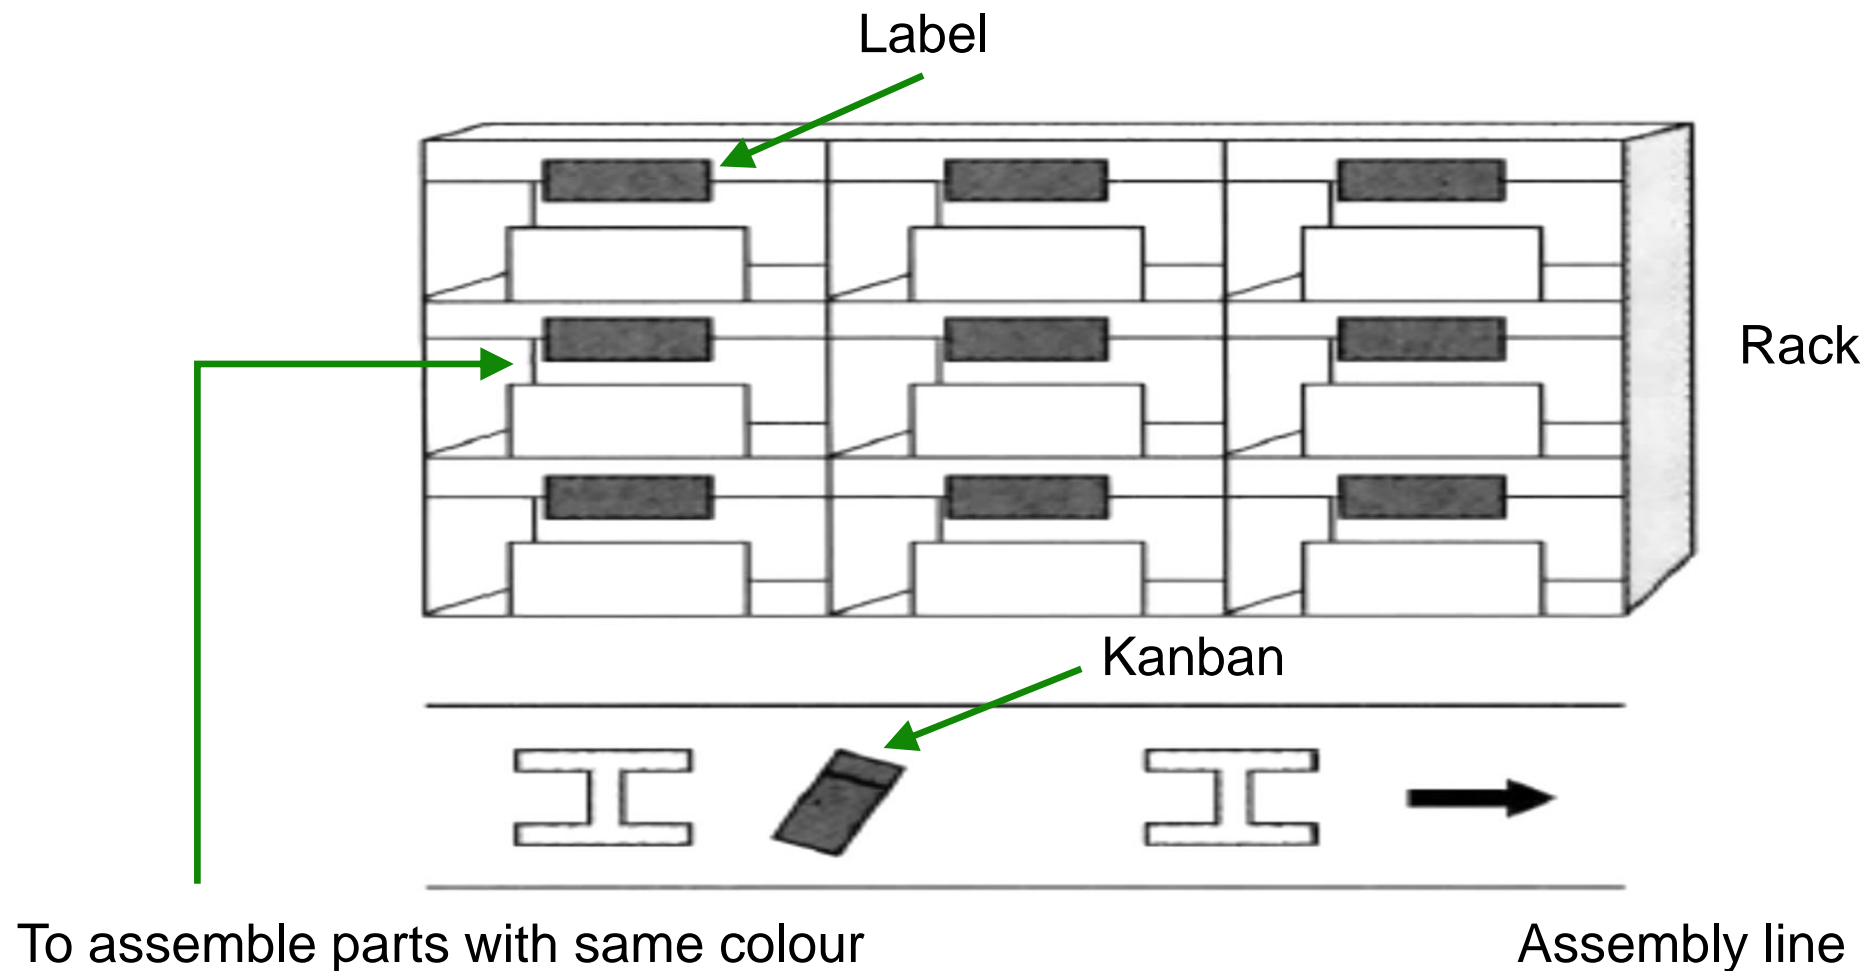 Label
Rack
Kanban
To assemble parts with same colour
Assembly line